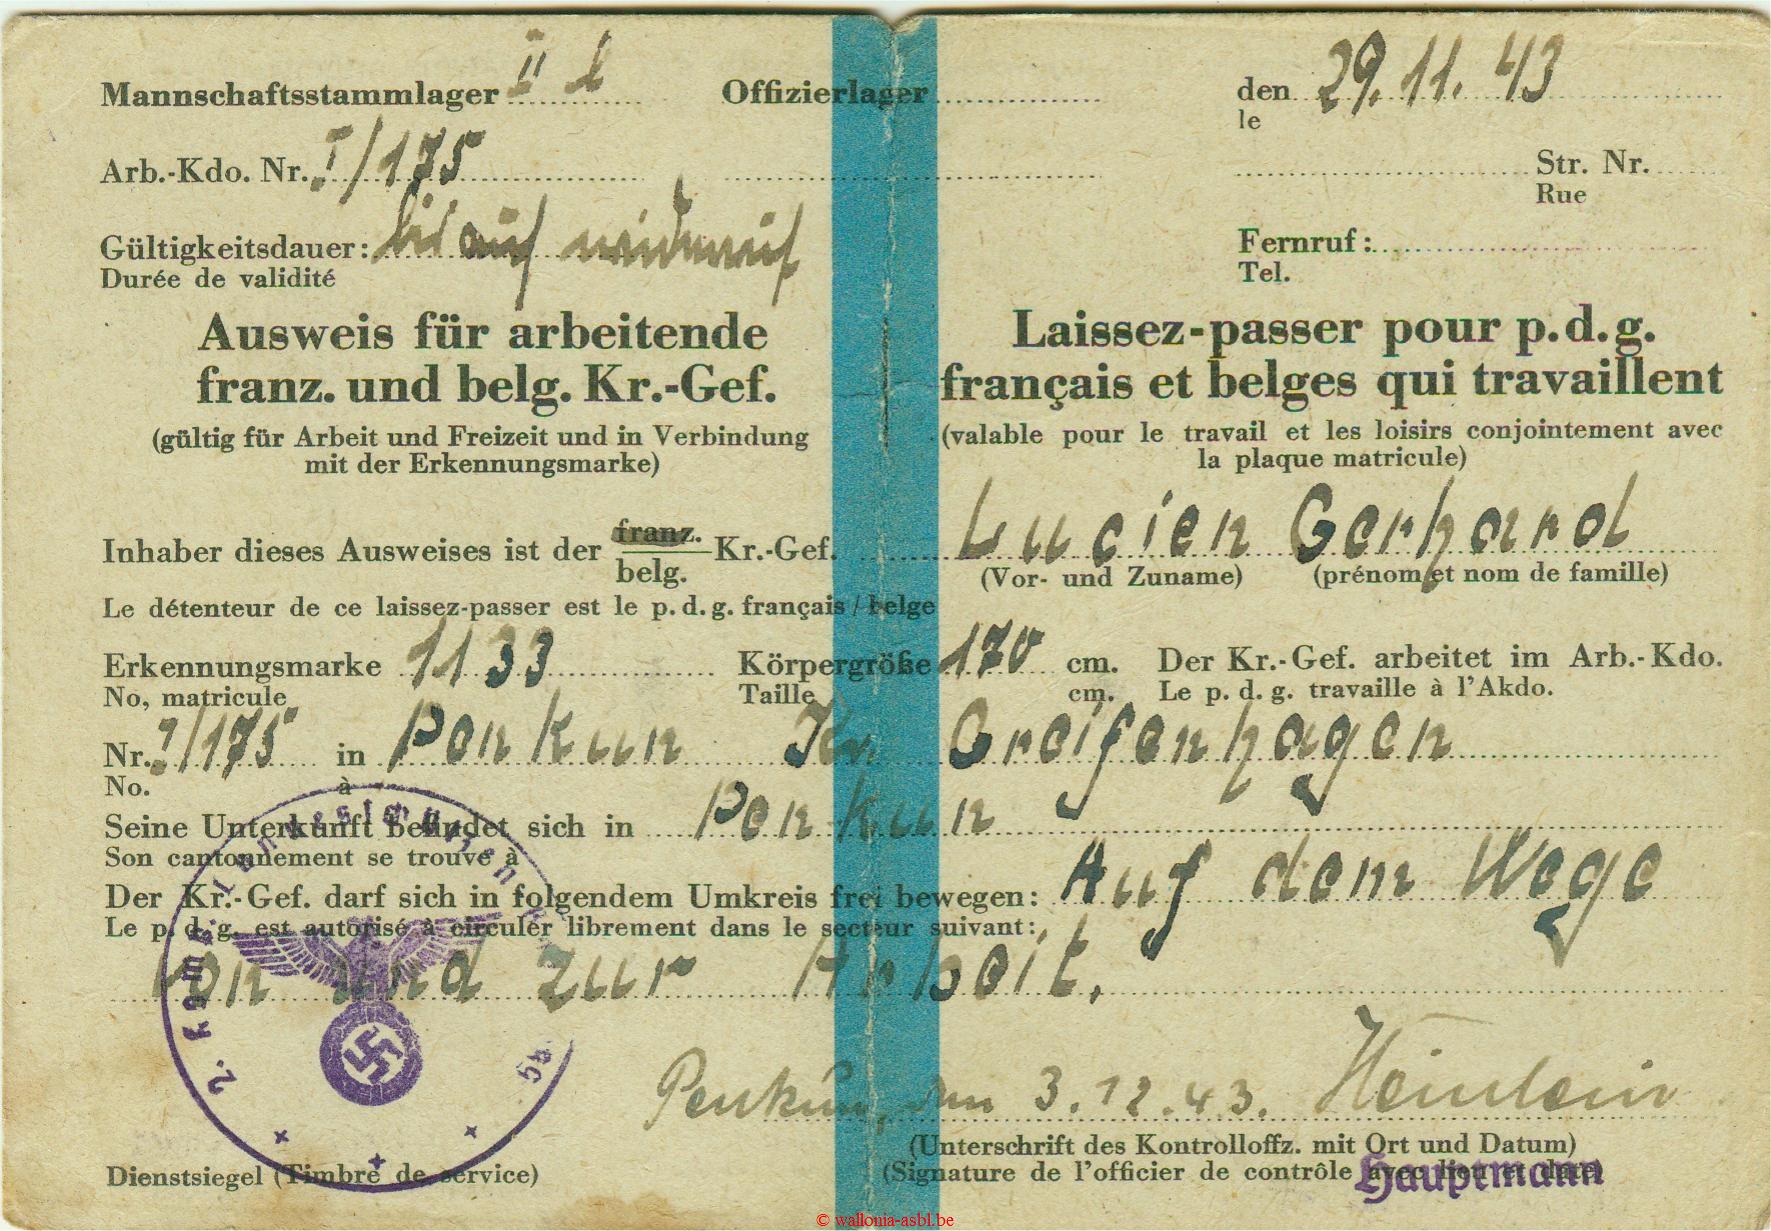 Mannschaftsstammlager II Offizierlager den 29.11.43
le
Arb.-Kdo. Nr. I/175 Str. Nr.
Rue
Gültigkeitsdauer: bis auf widerruf Fernruf:
Durée de validité Tel.
Ausweis für arbeitende
franz. und belg. Kr.-Gef.
(gültig für Arbeit und Freizeit und in Verbindung
mit der Erkennungsmarke)
Laissez-passer pour p.d.g.
français et belges qui travaillent
(valable pour le travail et les loisirs conjointement avec
la plaque matricule)
Inhaber dieses Ausweises ist der franz. Kr.-Gef. Lucien Gerhard
belg. (Vor- und Zuname) (prénom et nom de famille)
Le détenteur de ce laissez-passer est le p.d.g. français / belge
Erkennungsmarke 1133 Körpergröße 170 cm. Der Kr.-Gef. arbeitet im Arb.-Kdo.
No, matricule Taille cm. Le p. d. g. travaille à l'Akdo.
Nr. I/175 in Penkun Kr. Greifenhagen
No. à
Seine Unterkunft befindet sich in Penkun
Son cantonnement se trouve à
Der Kr.-Gef. darf sich in folgendem Umkreis frei bewegen: Auf dem Wege
Le p. d. g. est autorisé à circuler librement dans le secteur suivant:
von und zur Arbeit.
2. Komp. Landesschützen
Penkun, den 3.12.43. Heinlein
(Unterschrift des Kontrolloffz. mit Ort und Datum)
Dienstsiegel (Timbre de service) (Signature de l'officier de contrôle avec lieu et date)
Hauptmann
© wallonia-asbl.be